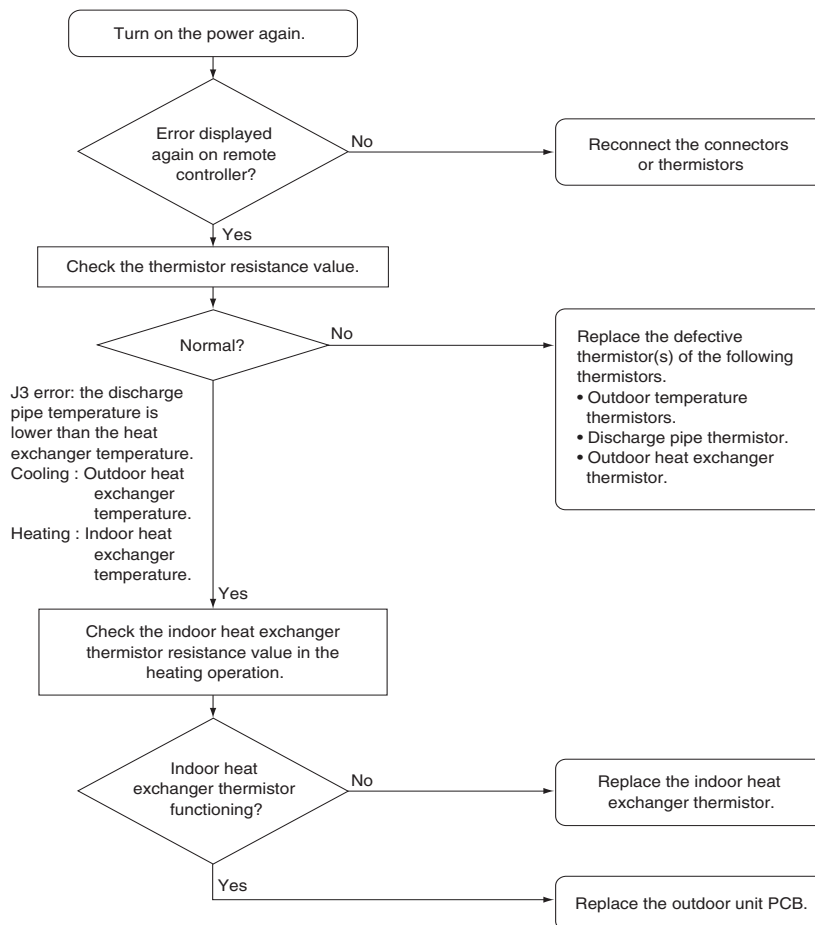 Turn on the power again.
Error displayed
again on remote
controller?
No
Reconnect the connectors
or thermistors
Yes
Check the thermistor resistance value.
Normal?
No
Replace the defective
thermistor(s) of the following
thermistors.
• Outdoor temperature
thermistors.
• Discharge pipe thermistor.
• Outdoor heat exchanger
thermistor.
J3 error: the discharge
pipe temperature is
lower than the heat
exchanger temperature.
Cooling : Outdoor heat
exchanger
temperature.
Heating : Indoor heat
exchanger
temperature.
Yes
Check the indoor heat exchanger
thermistor resistance value in the
heating operation.
Indoor heat
exchanger thermistor
functioning?
No
Replace the indoor heat
exchanger thermistor.
Yes
Replace the outdoor unit PCB.